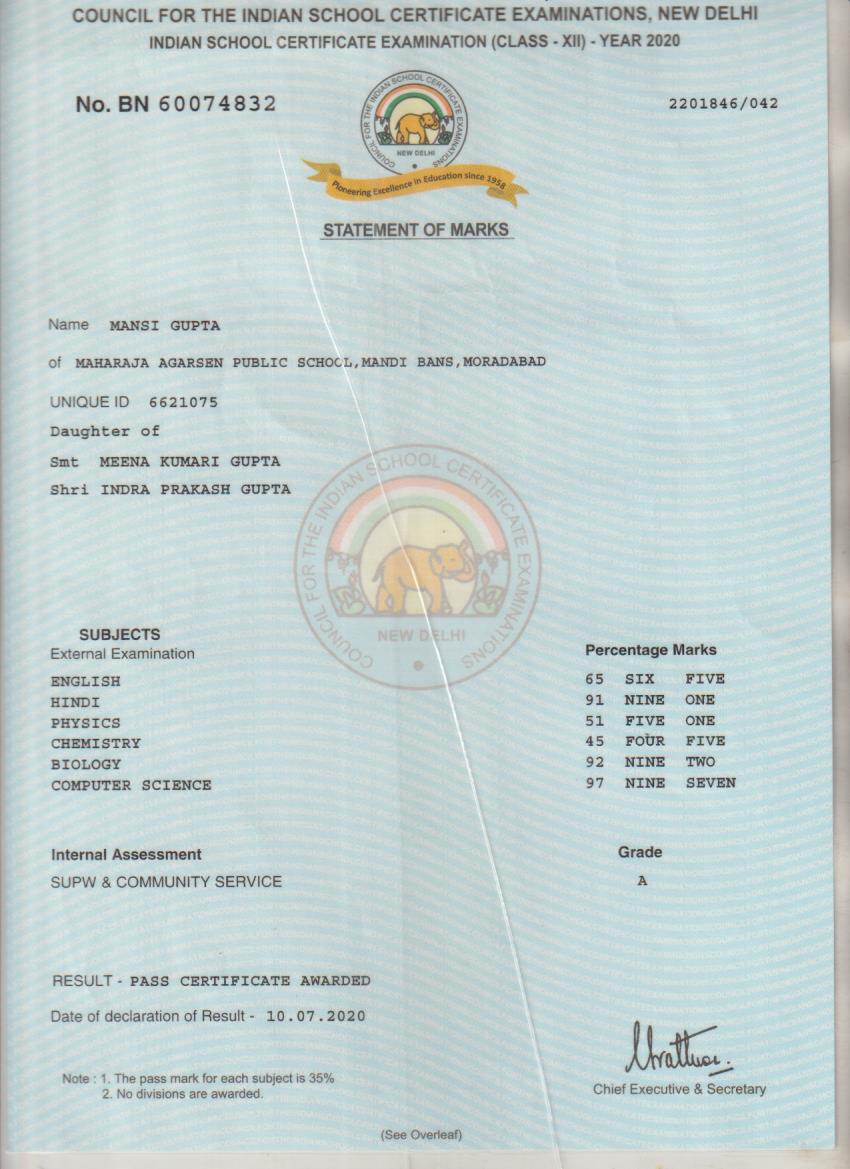 COUNCIL FOR THE INDIAN SCHOOL CERTIFICATE EXAMINATIONS, NEW DELHI
INDIAN SCHOOL CERTIFICATE EXAMINATION (CLASS - XII) - YEAR 2020
No. BN 60074832
2201846/042
COUNCIL FOR THE INDIAN SCHOOL CERTIFICATE EXAMINATIONS
NEW DELHI
Pioneering Excellence in Education since 1958
STATEMENT OF MARKS
Name MANSI GUPTA
of MAHARAJA AGARSEN PUBLIC SCHOOL,MANDI BANS,MORADABAD
UNIQUE ID 6621075
Daughter of
Smt MEENA KUMARI GUPTA
Shri INDRA PRAKASH GUPTA
COUNCIL FOR THE INDIAN SCHOOL CERTIFICATE EXAMINATIONS
NEW DELHI
SUBJECTS
External Examination Percentage Marks
ENGLISH 65 SIX FIVE
HINDI 91 NINE ONE
PHYSICS 51 FIVE ONE
CHEMISTRY 45 FOUR FIVE
BIOLOGY 92 NINE TWO
COMPUTER SCIENCE 97 NINE SEVEN
Internal Assessment Grade
SUPW & COMMUNITY SERVICE A
RESULT - PASS CERTIFICATE AWARDED
Date of declaration of Result - 10.07.2020
Note : 1. The pass mark for each subject is 35%
2. No divisions are awarded.
Chief Executive & Secretary
(See Overleaf)